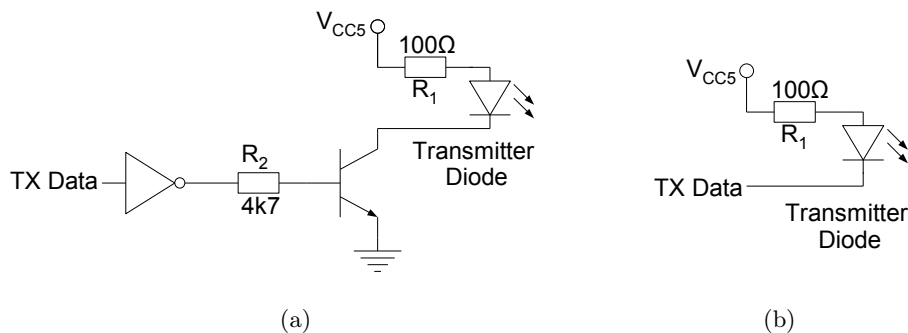 V_CC5
100Ω
R_1
V_CC5
100Ω
R_1
R_2
TX Data
4k7
Transmitter
Diode
TX Data
Transmitter
Diode
(a)
(b)